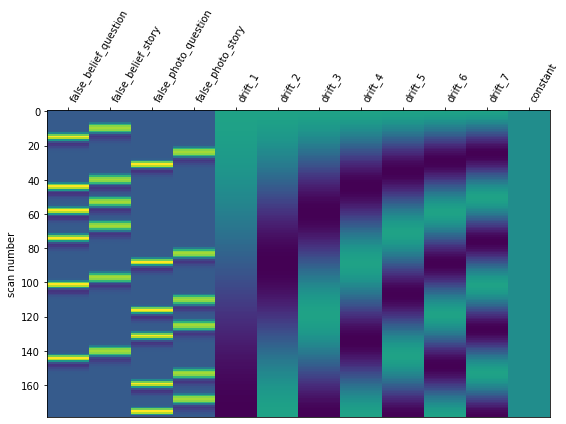 false_belief_question
false_belief_story
false_photo_question
false_photo_story
drift_1
drift_2
drift_3
drift_4
drift_5
drift_6
drift_7
constant
0
20
40
60
80
100
120
140
160
scan number